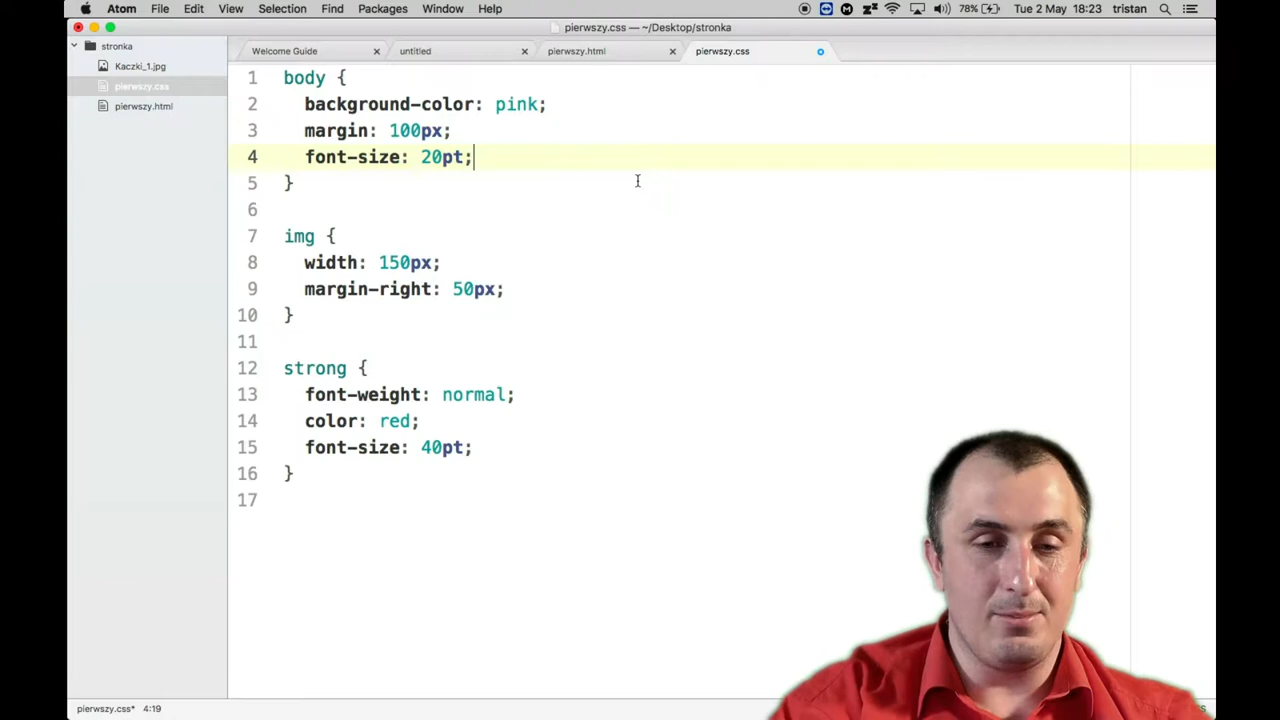 Atom File Edit View Selection Find Packages Window Help 78% Tue 2 May 18:23 tristan
pierwszy.css — ~/Desktop/stronka
stronka
Kaczki_1.jpg
pierwszy.css
pierwszy.html
Welcome Guide untitled pierwszy.html pierwszy.css
1 body {
2 background-color: pink;
3 margin: 100px;
4 font-size: 20pt;
5 }
6
7 img {
8 width: 150px;
9 margin-right: 50px;
10 }
11
12 strong {
13 font-weight: normal;
14 color: red;
15 font-size: 40pt;
16 }
17
pierwszy.css* 4:19